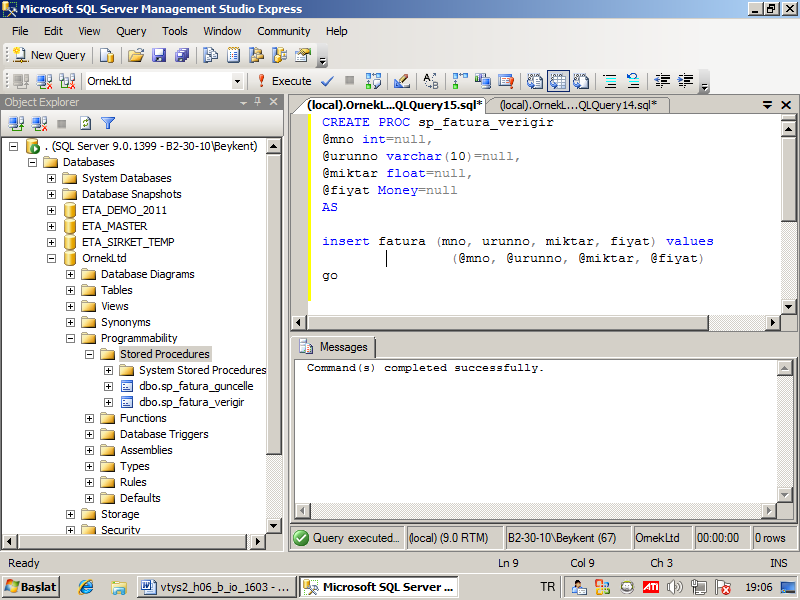 Microsoft SQL Server Management Studio Express
File Edit View Query Tools Window Community Help
New Query
OrnekLtd Execute
Object Explorer
. (SQL Server 9.0.1399 - B2-30-10\Beykent)
Databases
System Databases
Database Snapshots
ETA_DEMO_2011
ETA_MASTER
ETA_SIRKET_TEMP
OrnekLtd
Database Diagrams
Tables
Views
Synonyms
Programmability
Stored Procedures
System Stored Procedures
dbo.sp_fatura_guncelle
dbo.sp_fatura_verigir
Functions
Database Triggers
Assemblies
Types
Rules
Defaults
Storage
Security
(local).OrnekL...QLQuery15.sql* (local).OrnekL...QLQuery14.sql*
CREATE PROC sp_fatura_verigir
@mno int=null,
@urunno varchar(10)=null,
@miktar float=null,
@fiyat Money=null
AS
insert fatura (mno, urunno, miktar, fiyat) values
(@mno, @urunno, @miktar, @fiyat)
go
Messages
Command(s) completed successfully.
Query executed... (local) (9.0 RTM) B2-30-10\Beykent (67) OrnekLtd 00:00:00 0 rows
Ready Ln 9 Col 9 Ch 3 INS
Başlat vtys2_h06_b_io_1603 - ... Microsoft SQL Server ... TR ATI 19:06